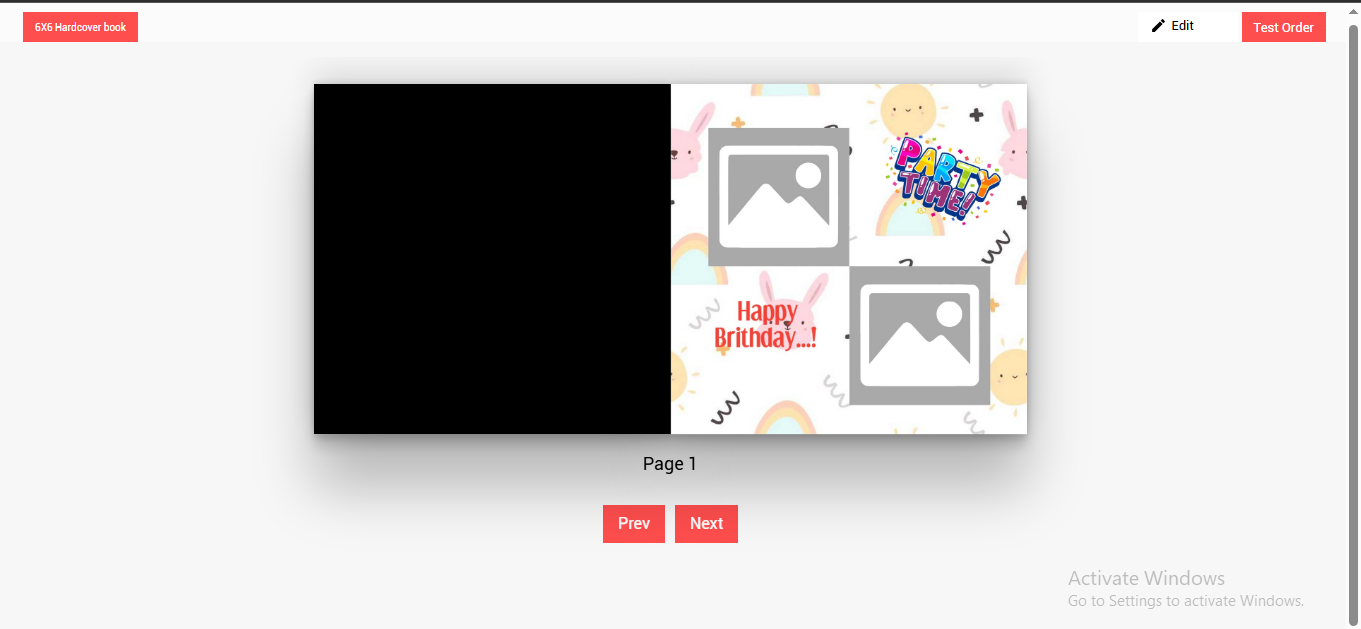 6X6 Hardcover book
Edit
Test Order
PARTY
TIME!
Happy
Brithday...!
Page 1
Prev
Next
Activate Windows
Go to Settings to activate Windows.